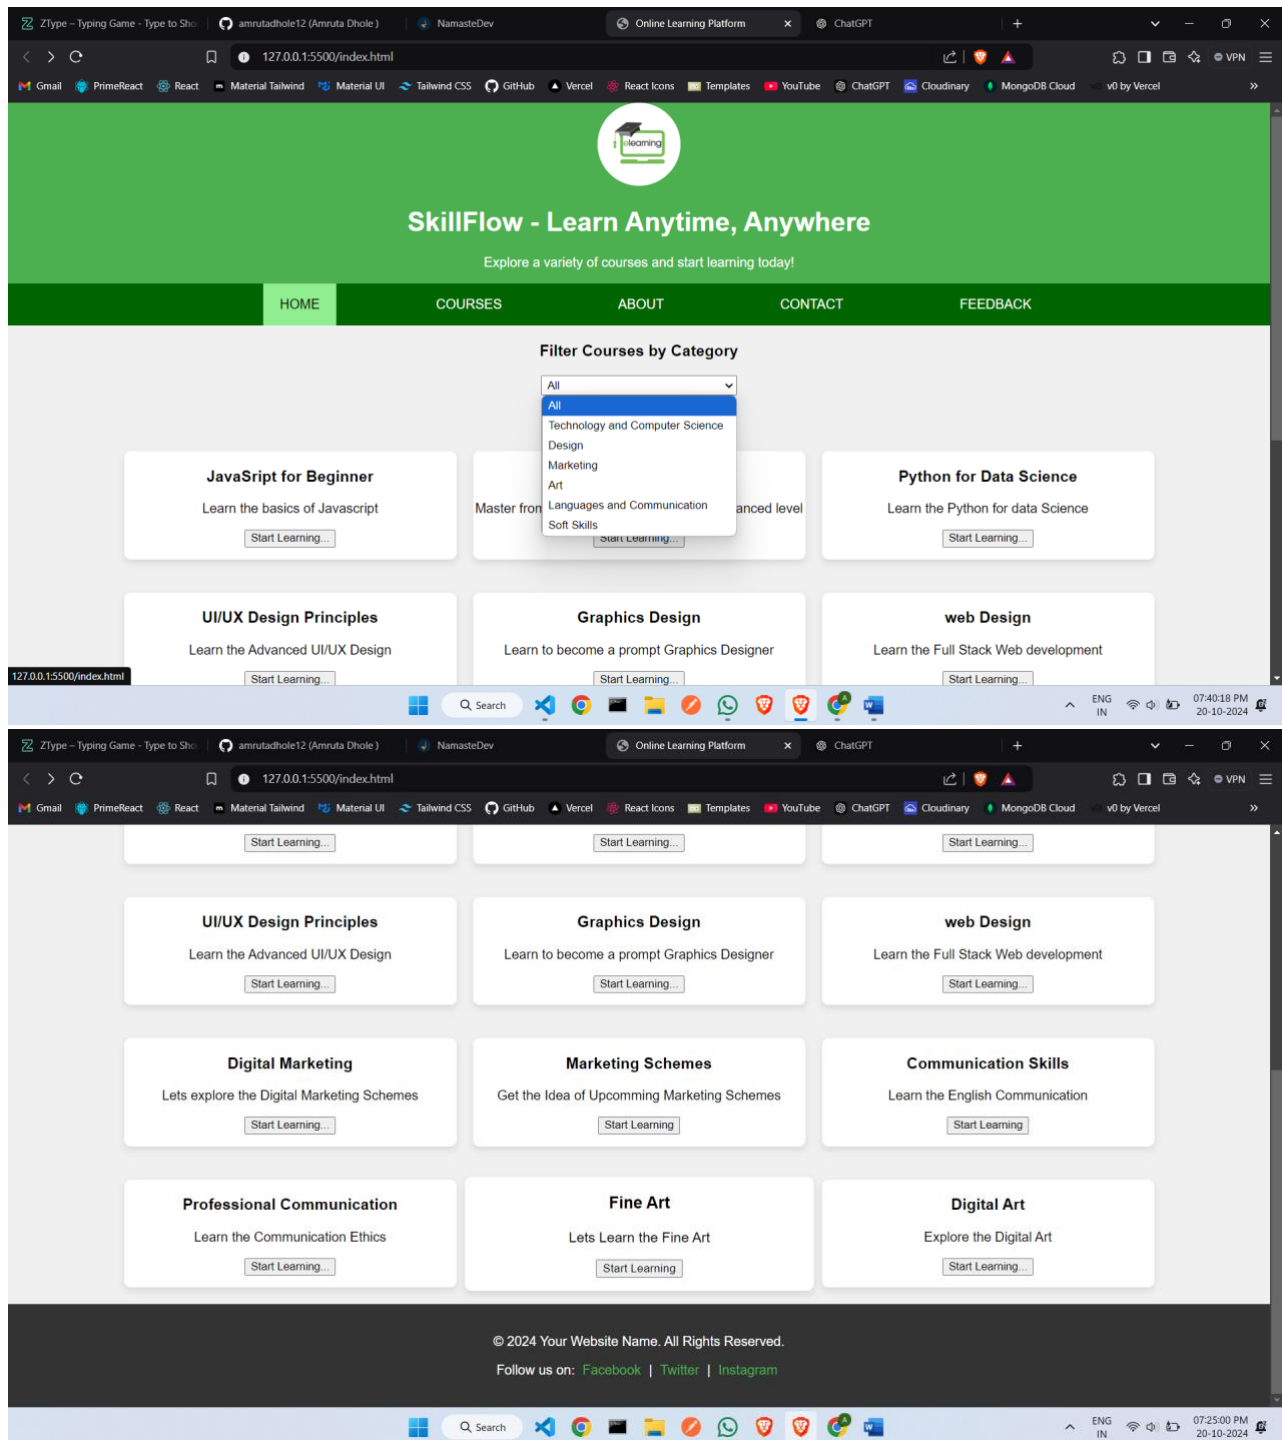 ZType – Typing Game - Type to Sho
amrutadhole12 (Amruta Dhole )
NamasteDev
Online Learning Platform
ChatGPT
127.0.0.1:5500/index.html
VPN
Gmail PrimeReact React Material Tailwind Material UI Tailwind CSS GitHub Vercel React Icons Templates YouTube ChatGPT Cloudinary MongoDB Cloud v0 by Vercel »
elearning
SkillFlow - Learn Anytime, Anywhere
Explore a variety of courses and start learning today!
HOME COURSES ABOUT CONTACT FEEDBACK
Filter Courses by Category
All
All
Technology and Computer Science
Design
Marketing
Art
Languages and Communication
Soft Skills
JavaSript for Beginner
Learn the basics of Javascript
Start Learning...
Master from
anced level
Start Learning...
Python for Data Science
Learn the Python for data Science
Start Learning...
UI/UX Design Principles
Learn the Advanced UI/UX Design
Start Learning...
Graphics Design
Learn to become a prompt Graphics Designer
Start Learning...
web Design
Learn the Full Stack Web development
Start Learning...
127.0.0.1:5500/index.html
Search
ENG
IN
07:40:18 PM
20-10-2024
ZType – Typing Game - Type to Sho
amrutadhole12 (Amruta Dhole )
NamasteDev
Online Learning Platform
ChatGPT
127.0.0.1:5500/index.html
VPN
Gmail PrimeReact React Material Tailwind Material UI Tailwind CSS GitHub Vercel React Icons Templates YouTube ChatGPT Cloudinary MongoDB Cloud v0 by Vercel »
Start Learning...
Start Learning...
Start Learning...
UI/UX Design Principles
Learn the Advanced UI/UX Design
Start Learning...
Graphics Design
Learn to become a prompt Graphics Designer
Start Learning...
web Design
Learn the Full Stack Web development
Start Learning...
Digital Marketing
Lets explore the Digital Marketing Schemes
Start Learning...
Marketing Schemes
Get the Idea of Upcomming Marketing Schemes
Start Learning
Communication Skills
Learn the English Communication
Start Learning
Professional Communication
Learn the Communication Ethics
Start Learning...
Fine Art
Lets Learn the Fine Art
Start Learning
Digital Art
Explore the Digital Art
Start Learning...
© 2024 Your Website Name. All Rights Reserved.
Follow us on: Facebook | Twitter | Instagram
Search
ENG
IN
07:25:00 PM
20-10-2024